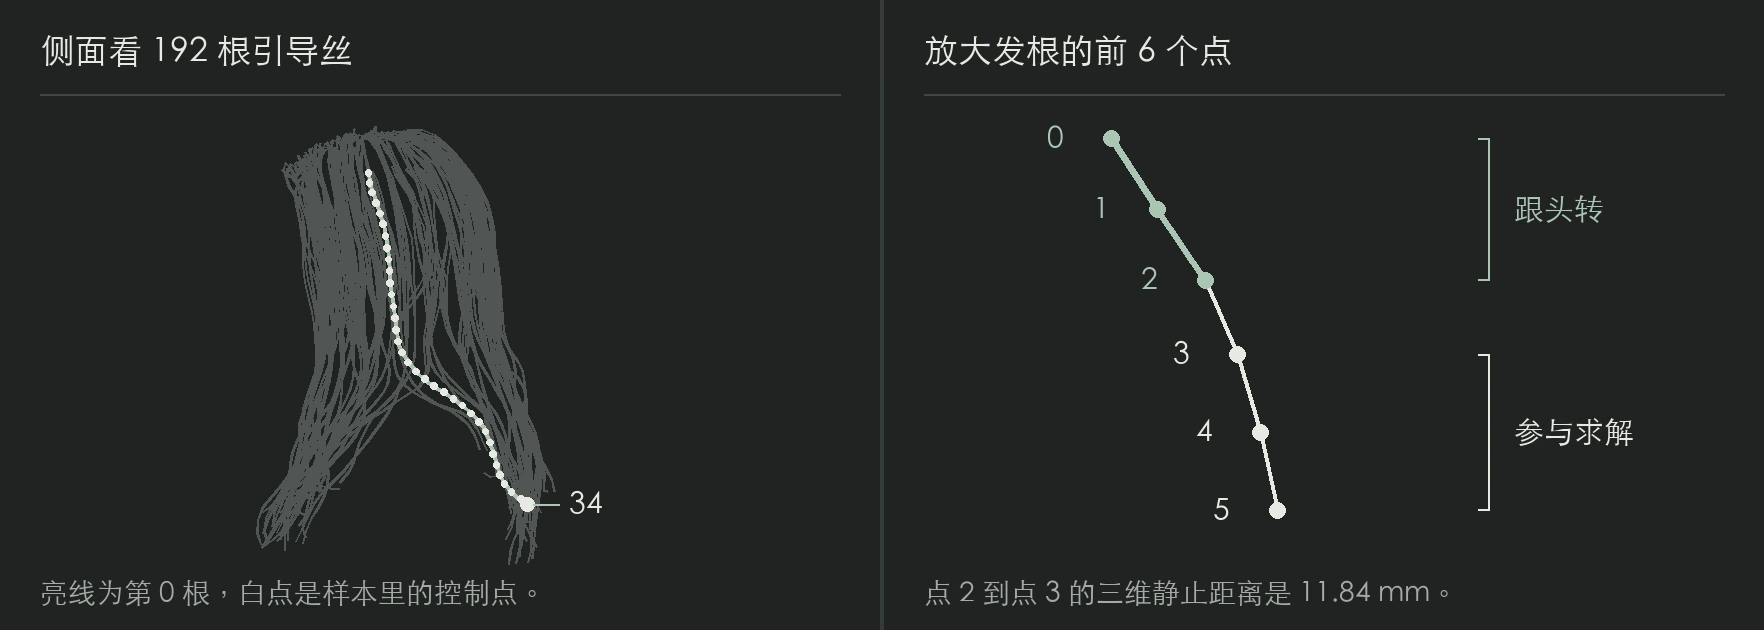 侧面看 192 根引导丝
34
亮线为第 0 根，白点是样本里的控制点。
放大发根的前 6 个点
0
1
2
3
4
5
跟头转
参与求解
点 2 到点 3 的三维静止距离是 11.84 mm。